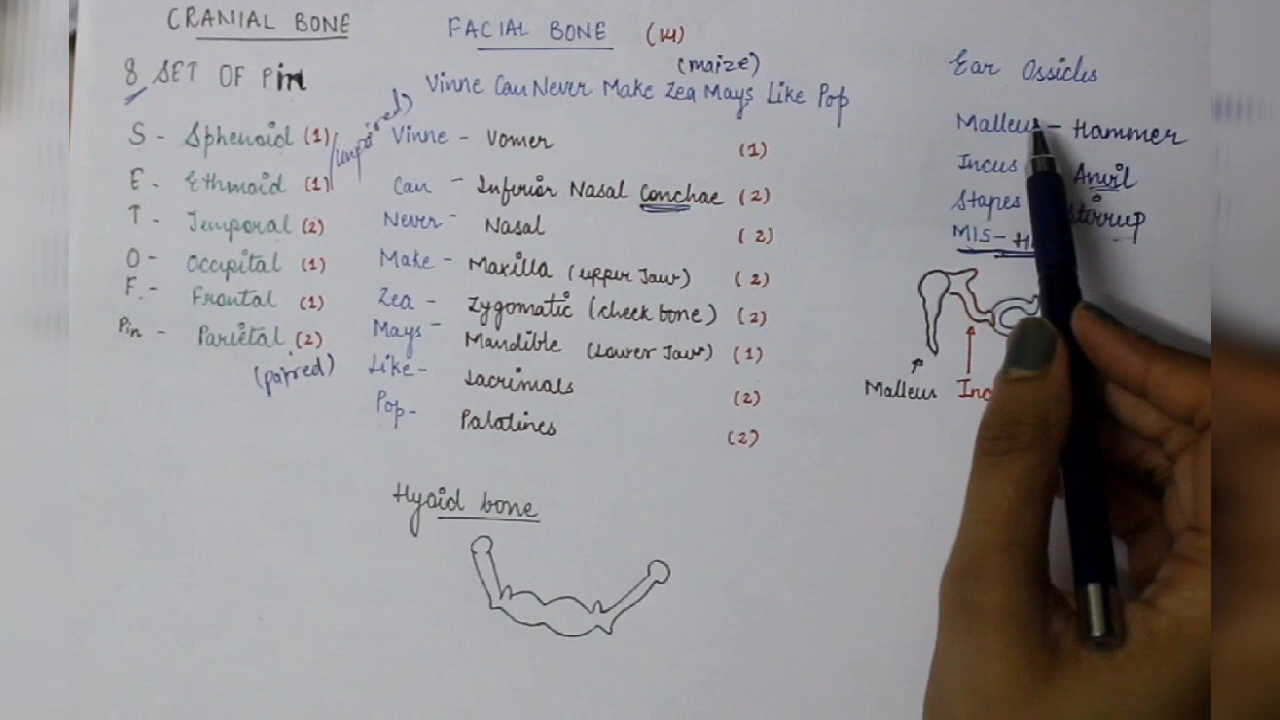 CRANIAL BONE
8 SET OF Pin
S - Sphenoid (1)
E - Ethmoid (1)
T - Temporal (2)
O - Occipital (1)
F - Frontal (1)
Pin - Parietal (2)
(paired)
(unpaired)
FACIAL BONE (14)
(maize)
Vinne Can Never Make Zea Mays Like Pop
Vinne - Vomer (1)
Can - Inferior Nasal Conchae (2)
Never - Nasal (2)
Make - Maxilla (upper Jaw) (2)
Zea - Zygomatic (check bone) (2)
Mays - Mandible (Lower Jaw) (1)
Like - Lacrimals (2)
Pop - Palatines (2)
Hyoid bone
Ear Ossicles
Malleus - Hammer
Incus Anvil
Stapes
MIS - H
Malleus